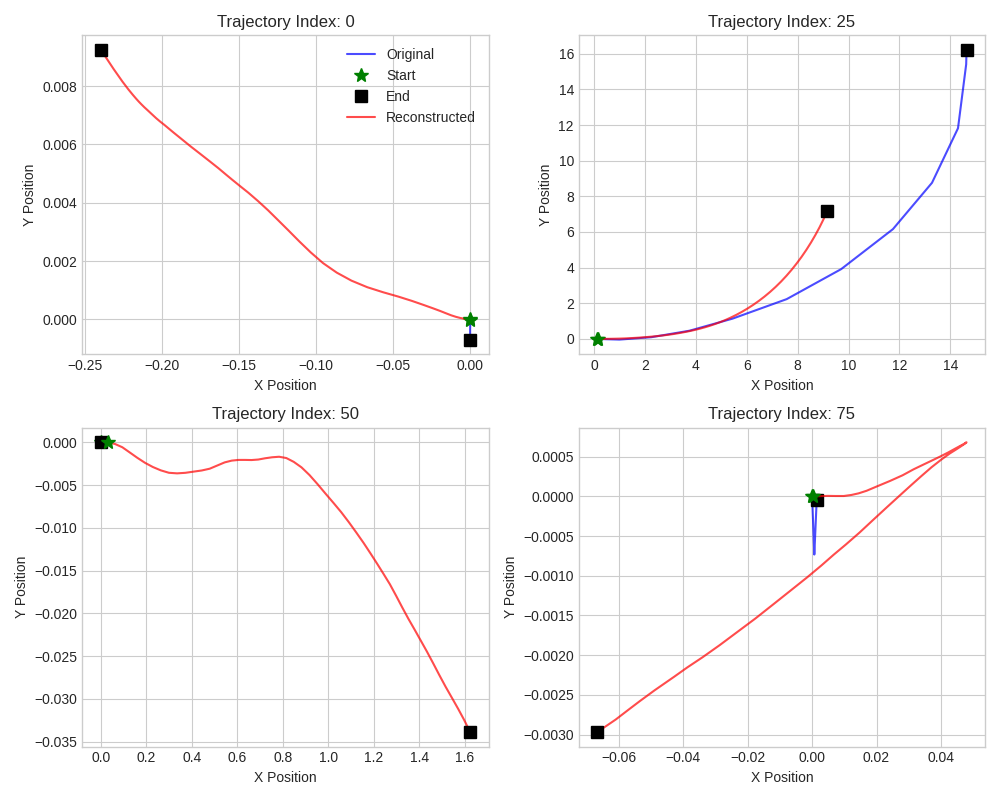 Trajectory Index: 0
Y Position
0.008
0.006
0.004
0.002
0.000
−0.25 −0.20 −0.15 −0.10 −0.05 0.00
X Position
Original
Start
End
Reconstructed
Trajectory Index: 25
Y Position
16
14
12
10
8
6
4
2
0
0 2 4 6 8 10 12 14
X Position
Trajectory Index: 50
Y Position
0.000
−0.005
−0.010
−0.015
−0.020
−0.025
−0.030
−0.035
0.0 0.2 0.4 0.6 0.8 1.0 1.2 1.4 1.6
X Position
Trajectory Index: 75
Y Position
0.0005
0.0000
−0.0005
−0.0010
−0.0015
−0.0020
−0.0025
−0.0030
−0.06 −0.04 −0.02 0.00 0.02 0.04
X Position